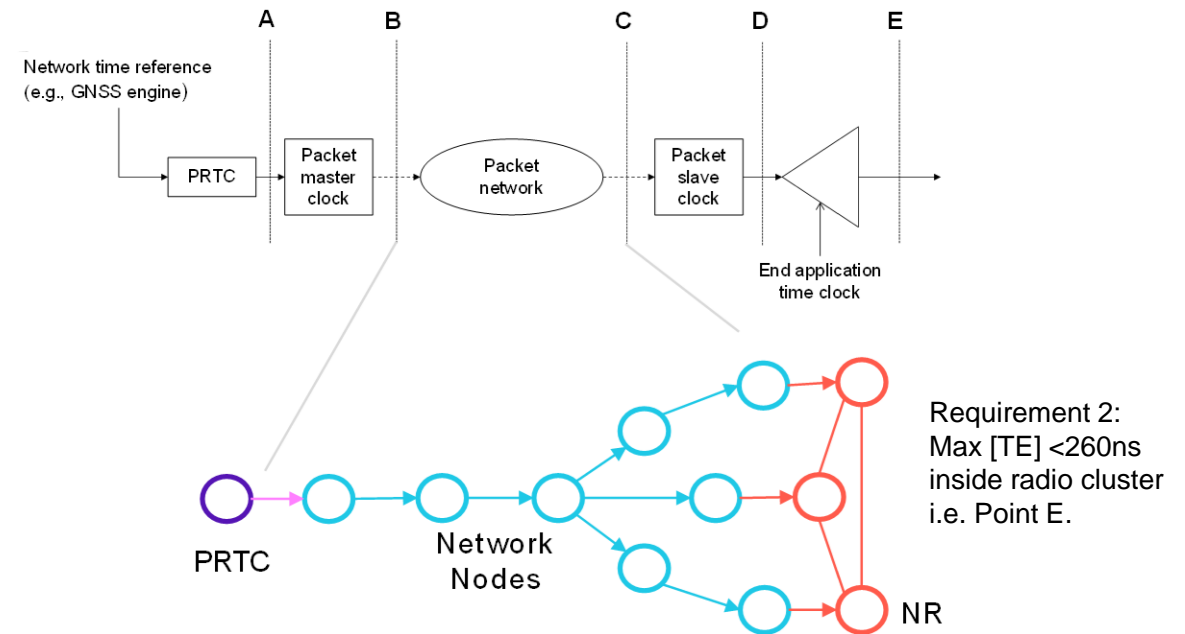 A
B
C
D
E
Network time reference
(e.g., GNSS engine)
PRTC
Packet
master
clock
Packet
network
Packet
slave
clock
End application
time clock
Requirement 2:
Max [TE] <260ns
inside radio cluster
i.e. Point E.
PRTC
Network
Nodes
NR